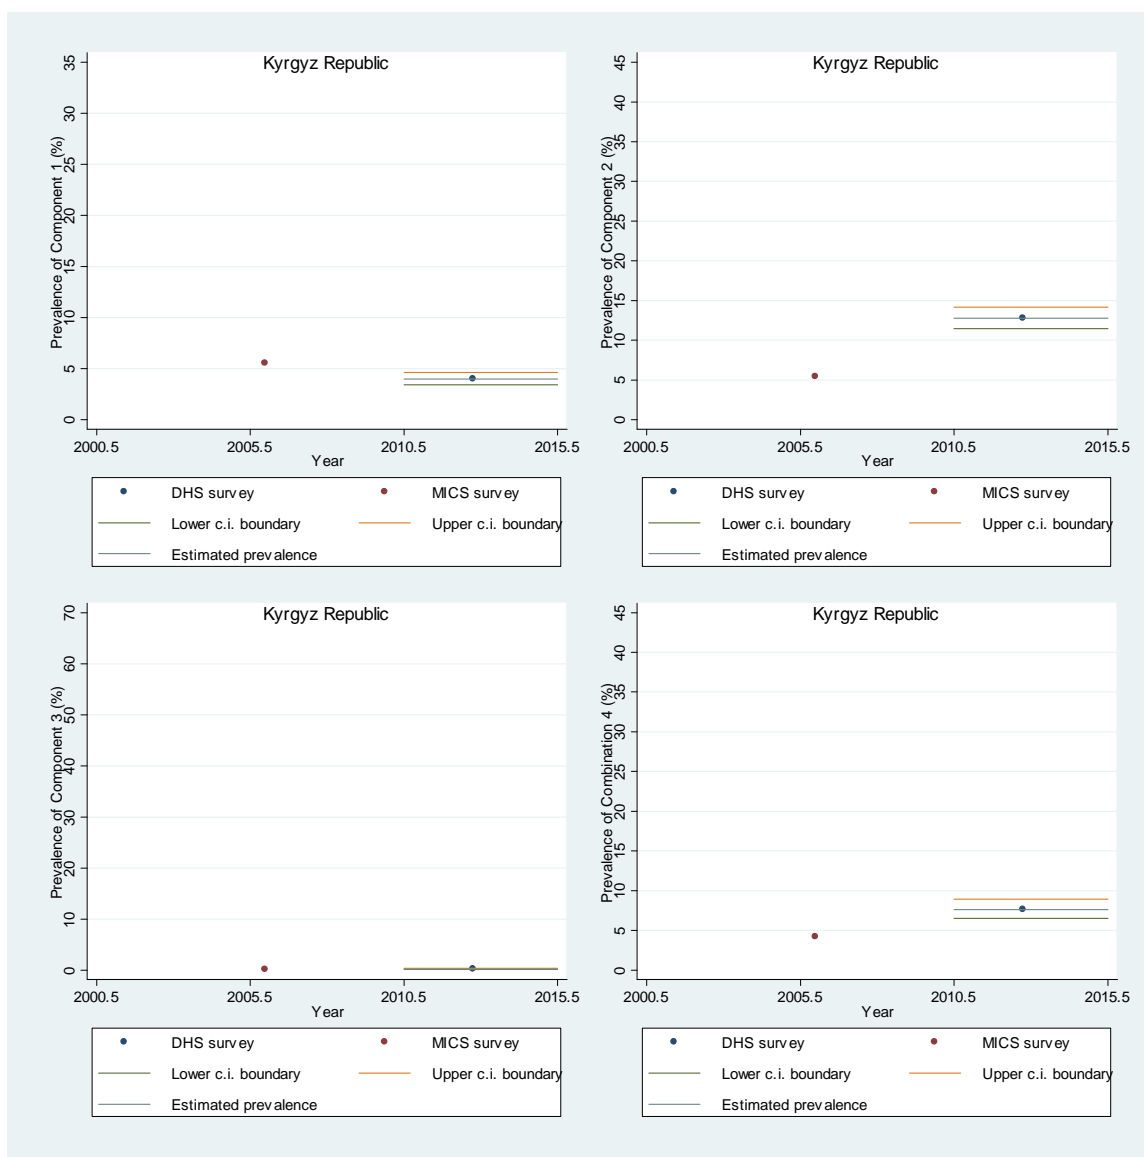 Kyrgyz Republic
Prevalence of Component 1 (%)
35
30
25
20
15
10
5
0
2000.5 2005.5 2010.5 2015.5
Year
DHS survey MICS survey
Lower c.i. boundary Upper c.i. boundary
Estimated prevalence
Kyrgyz Republic
Prevalence of Component 2 (%)
45
40
35
30
25
20
15
10
5
0
2000.5 2005.5 2010.5 2015.5
Year
DHS survey MICS survey
Lower c.i. boundary Upper c.i. boundary
Estimated prevalence
Kyrgyz Republic
Prevalence of Component 3 (%)
70
60
50
40
30
20
10
0
2000.5 2005.5 2010.5 2015.5
Year
DHS survey MICS survey
Lower c.i. boundary Upper c.i. boundary
Estimated prevalence
Kyrgyz Republic
Prevalence of Combination 4 (%)
45
40
35
30
25
20
15
10
5
0
2000.5 2005.5 2010.5 2015.5
Year
DHS survey MICS survey
Lower c.i. boundary Upper c.i. boundary
Estimated prevalence